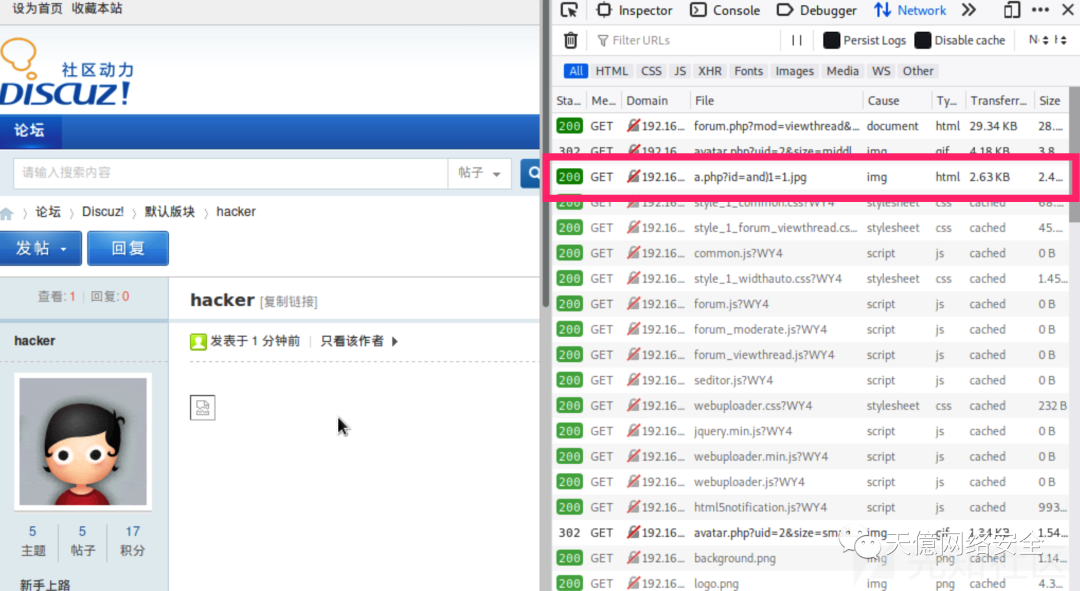 设为首页 收藏本站
社区动力
DISCUZ!
论坛
请输入搜索内容 帖子
论坛 〉 Discuz! 〉 默认版块 〉 hacker
发帖 回复
查看: 1 | 回复: 0
hacker [复制链接]
hacker
发表于 1 分钟前 | 只看该作者
5 5 17
主题 帖子 积分
新手上路
Inspector Console Debugger Network
Filter URLs Persist Logs Disable cache
All HTML CSS JS XHR Fonts Images Media WS Other
Sta... Me... Domain File Cause Ty... Transferr... Size
200 GET 192.16... forum.php?mod=viewthread&... document html 29.34 KB 28....
302 GET 192.16... avatar.php?uid=2&size=middl... img gif 4.18 KB 3.8...
200 GET 192.16... a.php?id=and)1=1.jpg img html 2.63 KB 2.4...
200 GET 192.16... style_1_common.css?WY4 stylesheet css cached 68....
200 GET 192.16... style_1_forum_viewthread.cs... stylesheet css cached 45....
200 GET 192.16... common.js?WY4 script js cached 0 B
200 GET 192.16... style_1_widthauto.css?WY4 stylesheet css cached 1.45...
200 GET 192.16... forum.js?WY4 script js cached 0 B
200 GET 192.16... forum_moderate.js?WY4 script js cached 0 B
200 GET 192.16... forum_viewthread.js?WY4 script js cached 0 B
200 GET 192.16... seditor.js?WY4 script js cached 0 B
200 GET 192.16... webuploader.css?WY4 stylesheet css cached 232 B
200 GET 192.16... jquery.min.js?WY4 script js cached 0 B
200 GET 192.16... webuploader.min.js?WY4 script js cached 0 B
200 GET 192.16... webuploader.js?WY4 script js cached 0 B
200 GET 192.16... html5notification.js?WY4 script js cached 993...
302 GET 192.16... avatar.php?uid=2&size=sma... img gif 1.34 KB 1.54...
200 GET 192.16... background.png img png cached 1.14...
200 GET 192.16... logo.png img png cached 4.3...
天億网络安全
先知社区